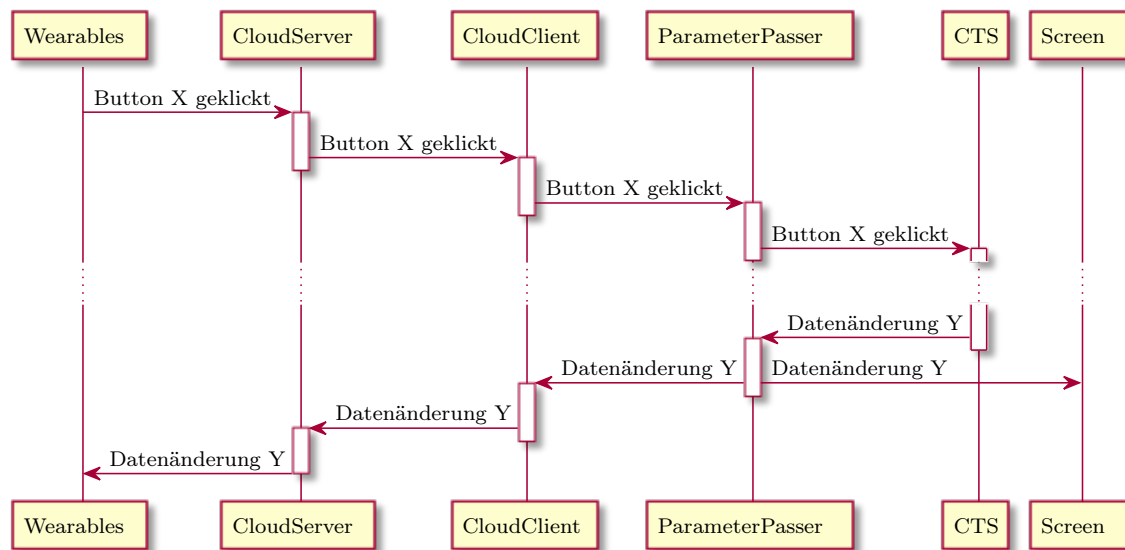 Wearables CloudServer CloudClient ParameterPasser CTS Screen
Button X geklickt
Button X geklickt
Button X geklickt
Button X geklickt
Datenänderung Y
Datenänderung Y Datenänderung Y
Datenänderung Y
Datenänderung Y
Wearables CloudServer CloudClient ParameterPasser CTS Screen